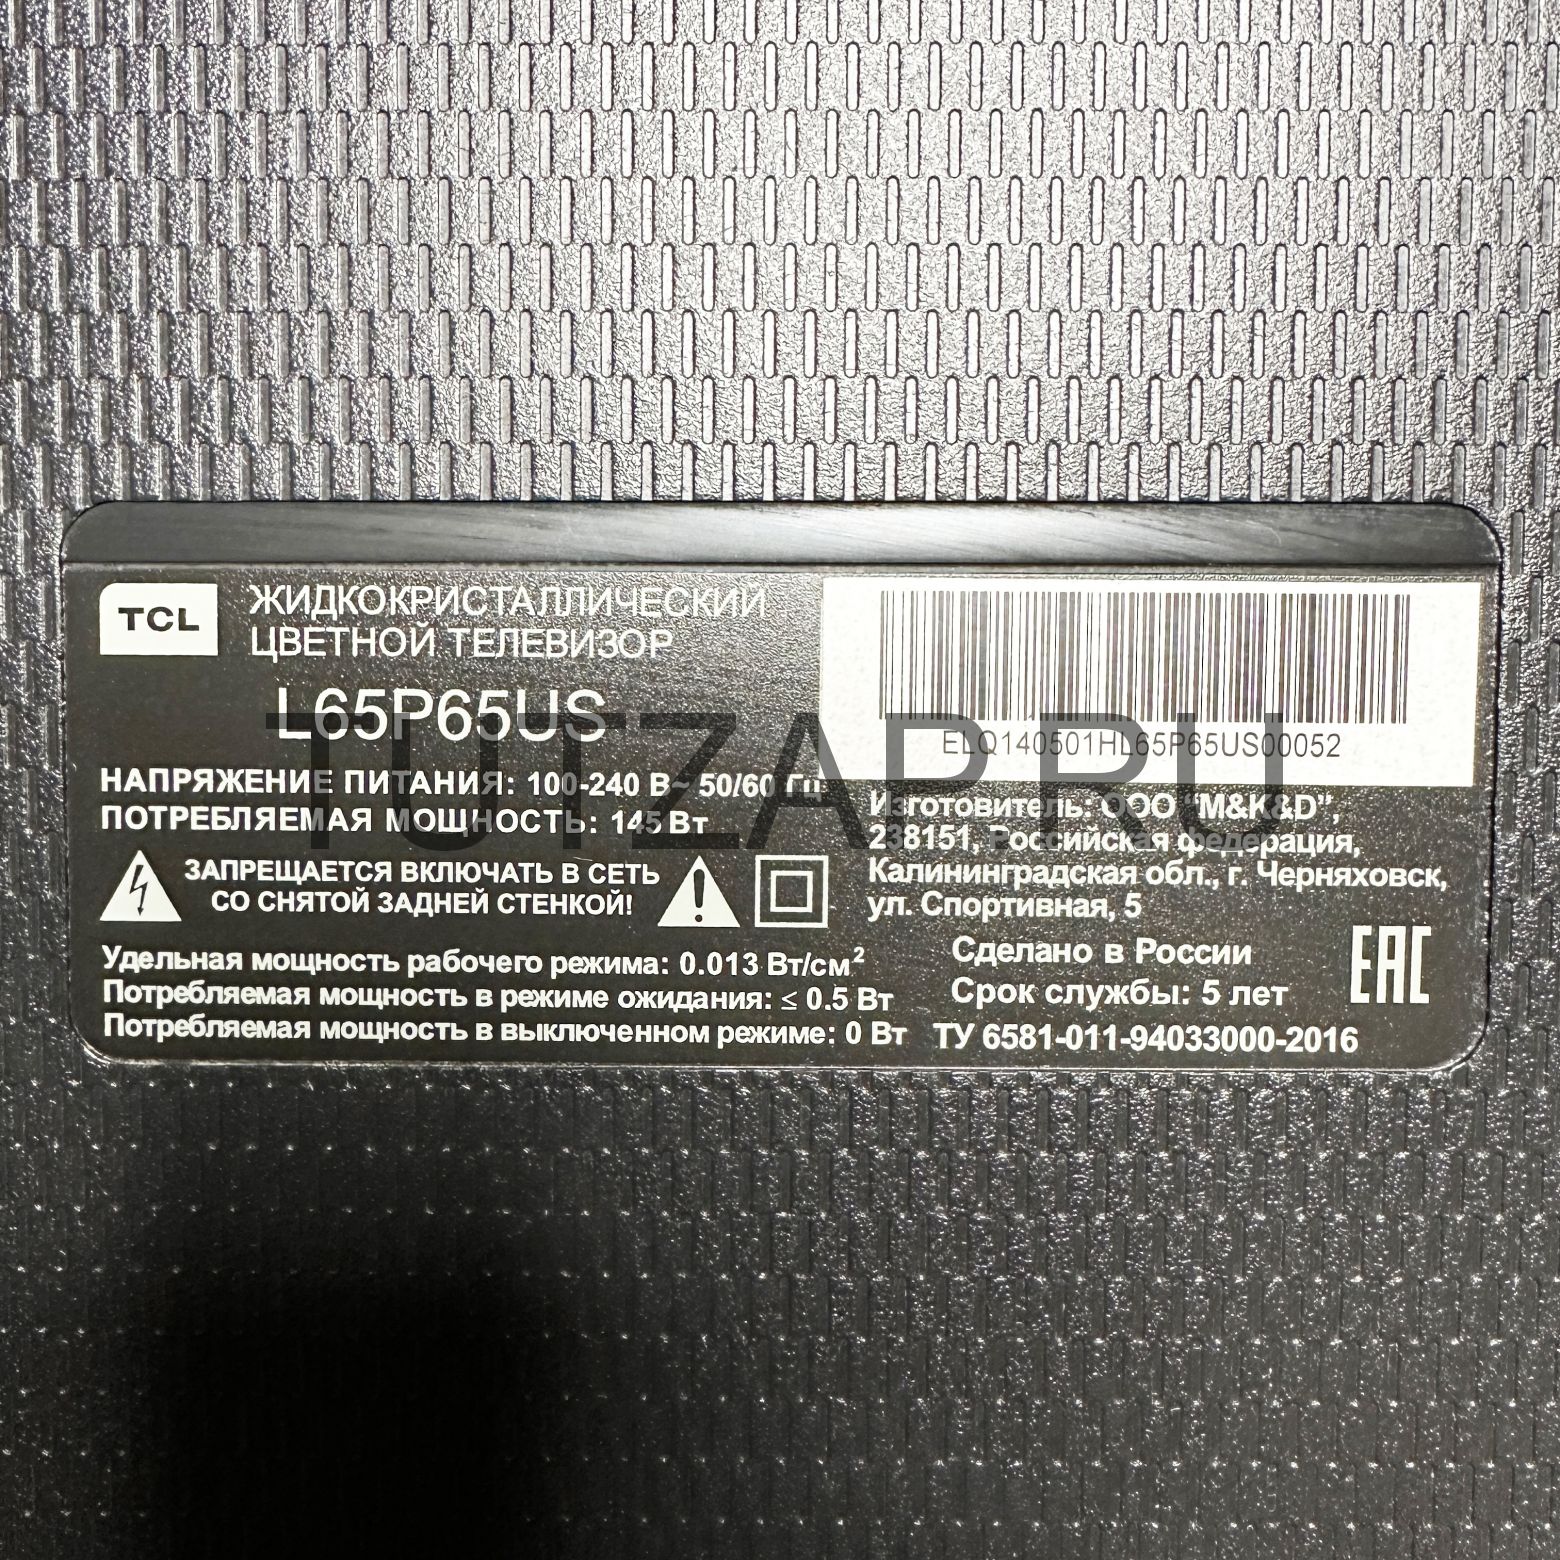 TCL
ЖИДКОКРИСТАЛЛИЧЕСКИЙ
ЦВЕТНОЙ ТЕЛЕВИЗОР
L65P65US
НАПРЯЖЕНИЕ ПИТАНИЯ: 100-240 В~ 50/60 Гц
ПОТРЕБЛЯЕМАЯ МОЩНОСТЬ: 145 Вт
ЗАПРЕЩАЕТСЯ ВКЛЮЧАТЬ В СЕТЬ
СО СНЯТОЙ ЗАДНЕЙ СТЕНКОЙ!
Удельная мощность рабочего режима: 0.013 Вт/см²
Потребляемая мощность в режиме ожидания: ≤ 0.5 Вт
Потребляемая мощность в выключенном режиме: 0 Вт
ELQ140501HL65P65US00052
Изготовитель: ООО "M&K&D",
238151, Российская федерация,
Калининградская обл., г. Черняховск,
ул. Спортивная, 5
Сделано в России
Срок службы: 5 лет
EAC
ТУ 6581-011-94033000-2016
TUTZAP.RU